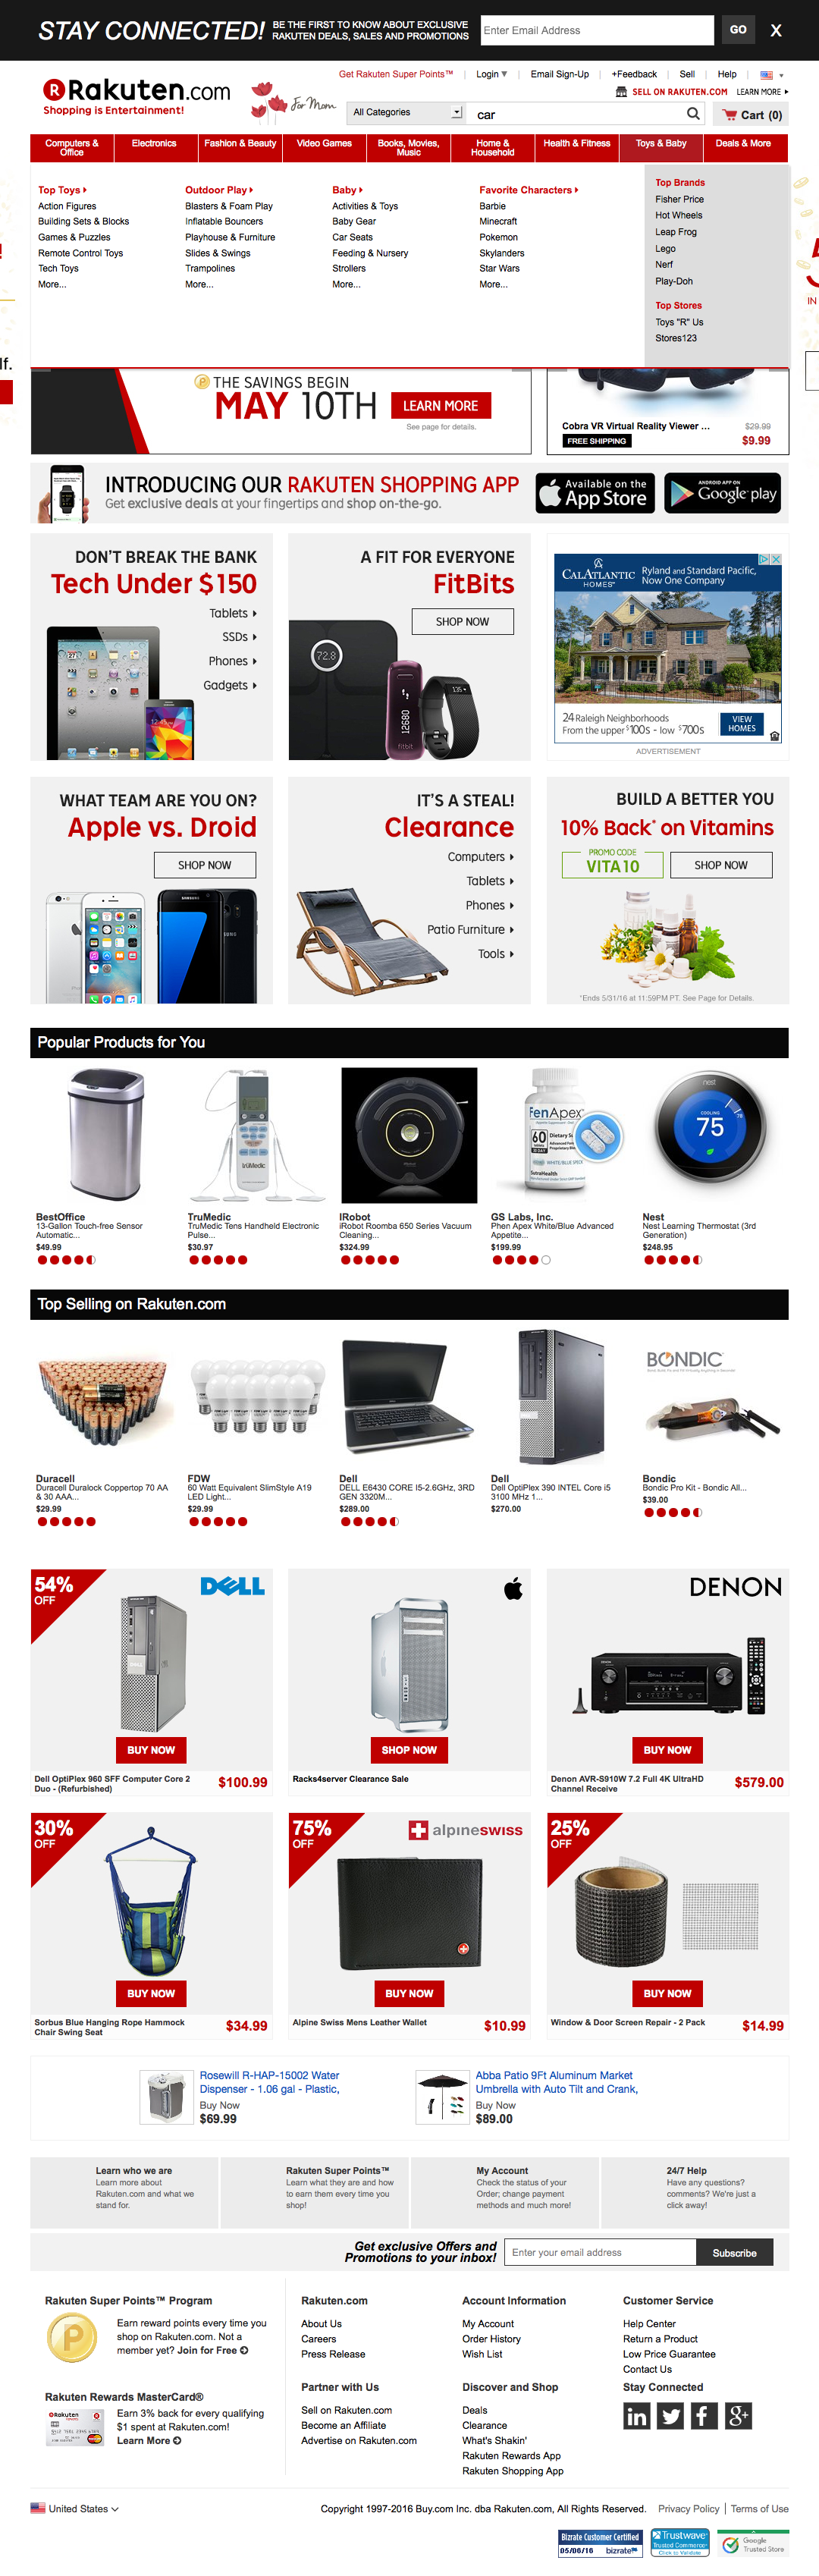 STAY CONNECTED!
BE THE FIRST TO KNOW ABOUT EXCLUSIVE
RAKUTEN DEALS, SALES AND PROMOTIONS
Enter Email Address
GO
X
Get Rakuten Super Points™
Login
Email Sign-Up
+Feedback
Sell
Help
Rakuten.com
Shopping is Entertainment!
For Mom
SELL ON RAKUTEN.COM
LEARN MORE
All Categories
car
Cart (0)
Computers &
Office
Electronics
Fashion & Beauty
Video Games
Books, Movies,
Music
Home &
Household
Health & Fitness
Toys & Baby
Deals & More
Top Toys
Action Figures
Building Sets & Blocks
Games & Puzzles
Remote Control Toys
Tech Toys
More...
Outdoor Play
Blasters & Foam Play
Inflatable Bouncers
Playhouse & Furniture
Slides & Swings
Trampolines
More...
Baby
Activities & Toys
Baby Gear
Car Seats
Feeding & Nursery
Strollers
More...
Favorite Characters
Barbie
Minecraft
Pokemon
Skylanders
Star Wars
More...
Top Brands
Fisher Price
Hot Wheels
Leap Frog
Lego
Nerf
Play-Doh
Top Stores
Toys "R" Us
Stores123
!
lf.
5
IN
THE SAVINGS BEGIN
MAY 10TH
LEARN MORE
See page for details.
Cobra VR Virtual Reality Viewer ...
$29.99
FREE SHIPPING
$9.99
INTRODUCING OUR RAKUTEN SHOPPING APP
Get exclusive deals at your fingertips and shop on-the-go.
Available on the
App Store
ANDROID APP ON
Google play
DON'T BREAK THE BANK
Tech Under $150
Tablets
SSDs
Phones
Gadgets
A FIT FOR EVERYONE
FitBits
SHOP NOW
72.8
12680
fitbit
135
CALATLANTIC
HOMES
Ryland and Standard Pacific,
Now One Company
24 Raleigh Neighborhoods
From the upper $100s - low $700s
VIEW
HOMES
ADVERTISEMENT
WHAT TEAM ARE YOU ON?
Apple vs. Droid
SHOP NOW
SAMSUNG
IT'S A STEAL!
Clearance
Computers
Tablets
Phones
Patio Furniture
Tools
BUILD A BETTER YOU
10% Back* on Vitamins
PROMO CODE
VITA10
SHOP NOW
*Ends 5/31/16 at 11:59PM PT. See Page for Details.
Popular Products for You
truMedic
FenApex
60
WHITE/BLUE SPECK
SutraHealth
nest
COOLING
75
78
BestOffice
13-Gallon Touch-free Sensor
Automatic...
$49.99
TruMedic
TruMedic Tens Handheld Electronic
Pulse...
$30.97
IRobot
iRobot Roomba 650 Series Vacuum
Cleaning...
$324.99
GS Labs, Inc.
Phen Apex White/Blue Advanced
Appetite...
$199.99
Nest
Nest Learning Thermostat (3rd
Generation)
$248.95
Top Selling on Rakuten.com
BONDIC
Duracell
Duracell Duralock Coppertop 70 AA
& 30 AAA...
$29.99
FDW
60 Watt Equivalent SlimStyle A19
LED Light...
$29.99
Dell
DELL E6430 CORE I5-2.6GHz, 3RD
GEN 3320M...
$289.00
Dell
Dell OptiPlex 390 INTEL Core i5
3100 MHz 1...
$270.00
Bondic
Bondic Pro Kit - Bondic All...
$39.00
54%
OFF
DELL
BUY NOW
Dell OptiPlex 960 SFF Computer Core 2
Duo - (Refurbished)
$100.99
SHOP NOW
Racks4server Clearance Sale
DENON
BUY NOW
Denon AVR-S910W 7.2 Full 4K UltraHD
Channel Receive
$579.00
30%
OFF
BUY NOW
Sorbus Blue Hanging Rope Hammock
Chair Swing Seat
$34.99
75%
OFF
alpineswiss
BUY NOW
Alpine Swiss Mens Leather Wallet
$10.99
25%
OFF
BUY NOW
Window & Door Screen Repair - 2 Pack
$14.99
Rosewill R-HAP-15002 Water
Dispenser - 1.06 gal - Plastic,
Buy Now
$69.99
Abba Patio 9Ft Aluminum Market
Umbrella with Auto Tilt and Crank,
Buy Now
$89.00
Learn who we are
Learn more about
Rakuten.com and what we
stand for.
Rakuten Super Points™
Learn what they are and how
to earn them every time you
shop!
My Account
Check the status of your
Order; change payment
methods and much more!
24/7 Help
Have any questions?
comments? We're just a
click away!
Get exclusive Offers and
Promotions to your inbox!
Enter your email address
Subscribe
Rakuten Super Points™ Program
P
Earn reward points every time you
shop on Rakuten.com. Not a
member yet? Join for Free
Rakuten Rewards MasterCard®
Rakuten
Earn 3% back for every qualifying
$1 spent at Rakuten.com!
Learn More
Rakuten.com
About Us
Careers
Press Release
Partner with Us
Sell on Rakuten.com
Become an Affiliate
Advertise on Rakuten.com
Account Information
My Account
Order History
Wish List
Discover and Shop
Deals
Clearance
What's Shakin'
Rakuten Rewards App
Rakuten Shopping App
Customer Service
Help Center
Return a Product
Low Price Guarantee
Contact Us
Stay Connected
United States
Copyright 1997-2016 Buy.com Inc. dba Rakuten.com, All Rights Reserved.
Privacy Policy
Terms of Use
Bizrate Customer Certified
05/06/16 bizrate
Trustwave
Trusted Commerce
Click to Validate
Google
Trusted Store